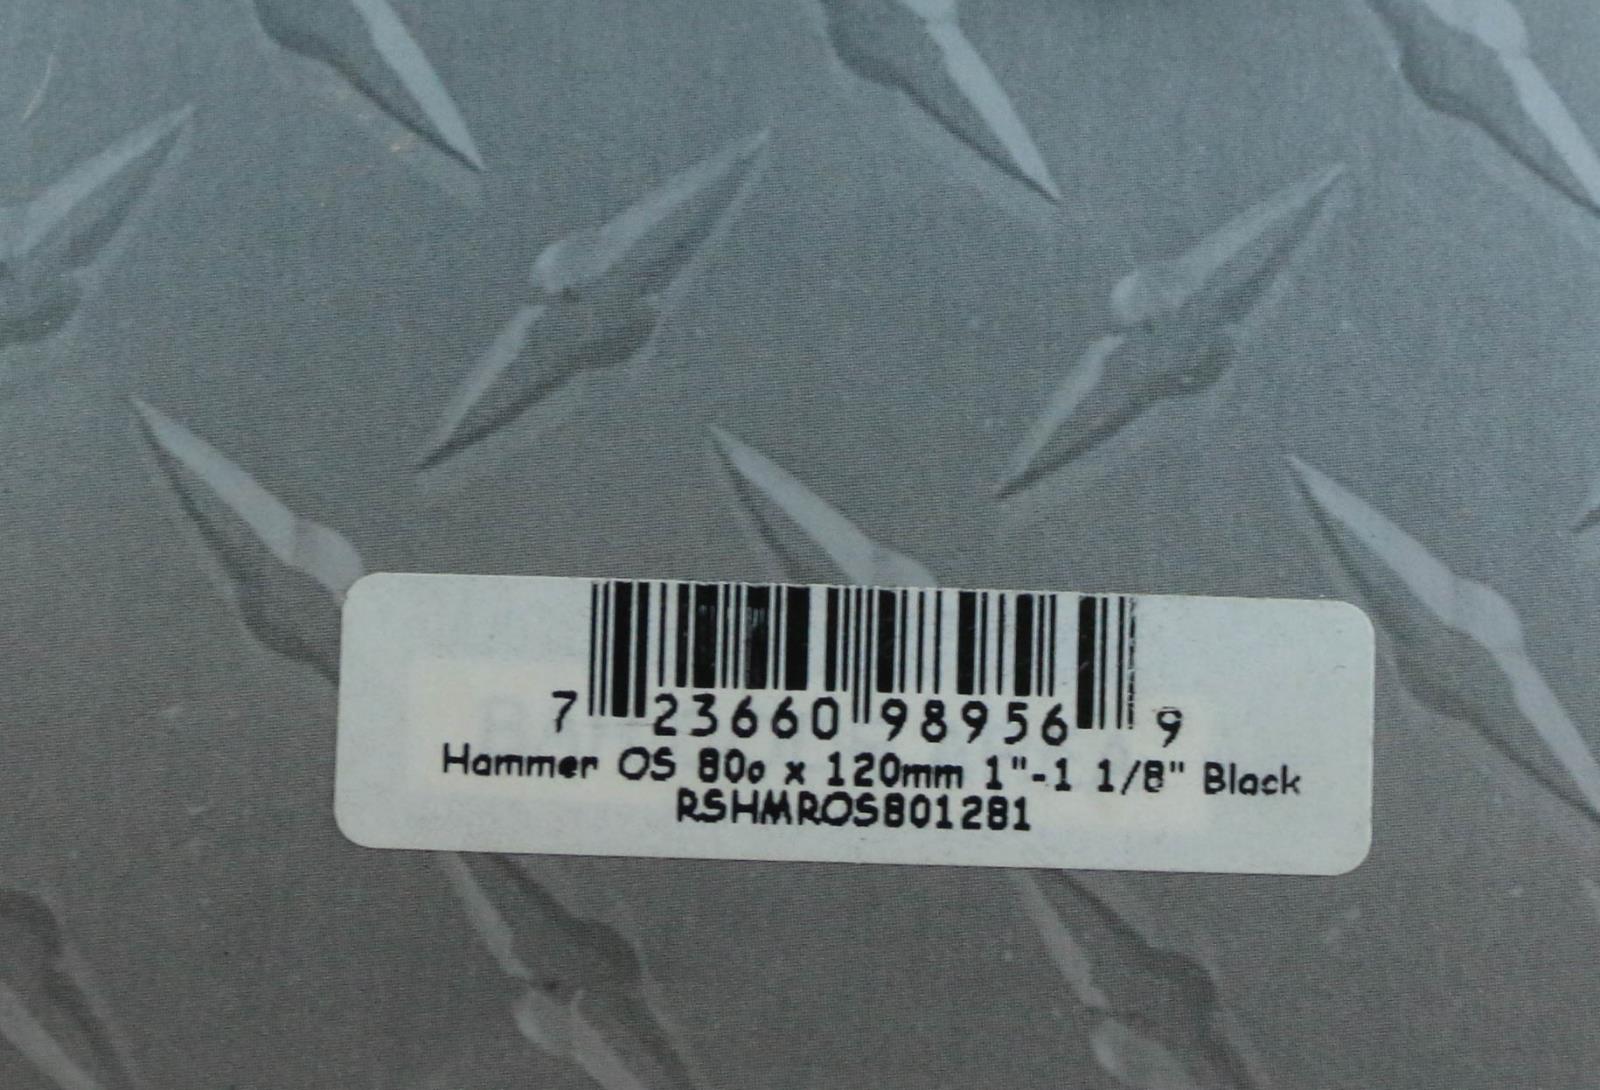 7 23660 98956 9
Hammer OS 80o x 120mm 1"-1 1/8" Black
RSHMROS801281